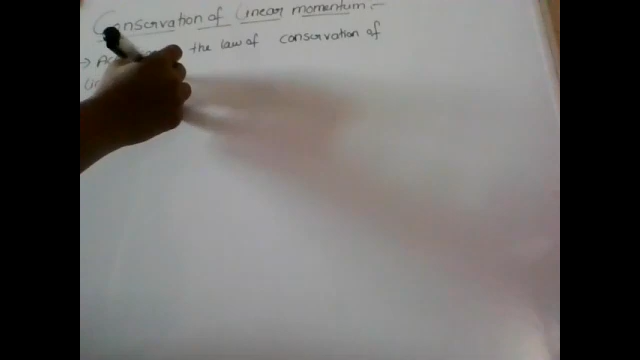 Conservation of Linear momentum :-
→ the law of conservation of